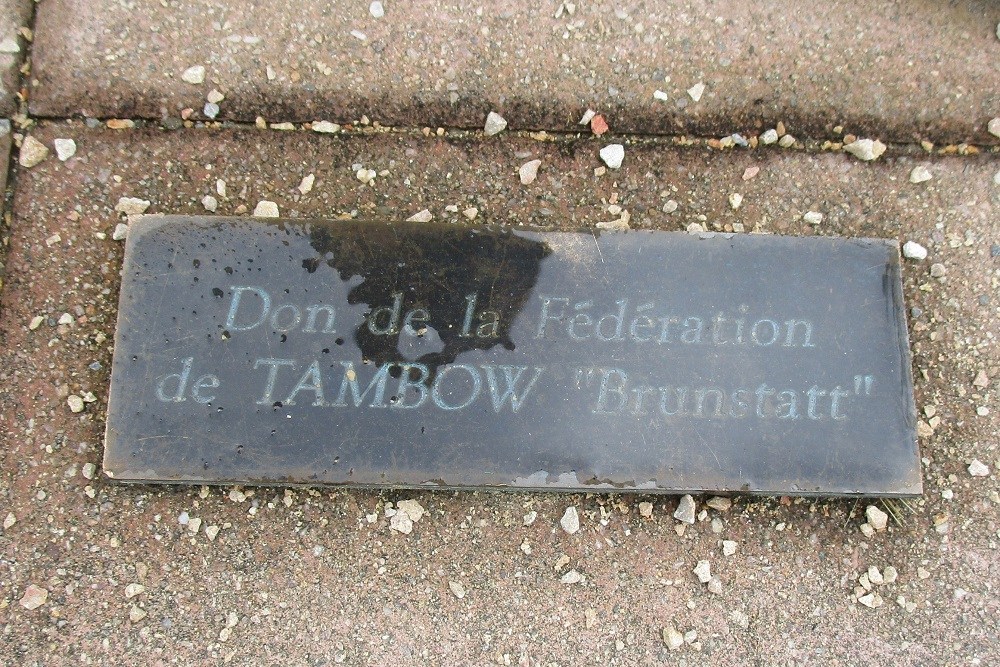 Don de la Fédération
de TAMBOW "Brunstatt"